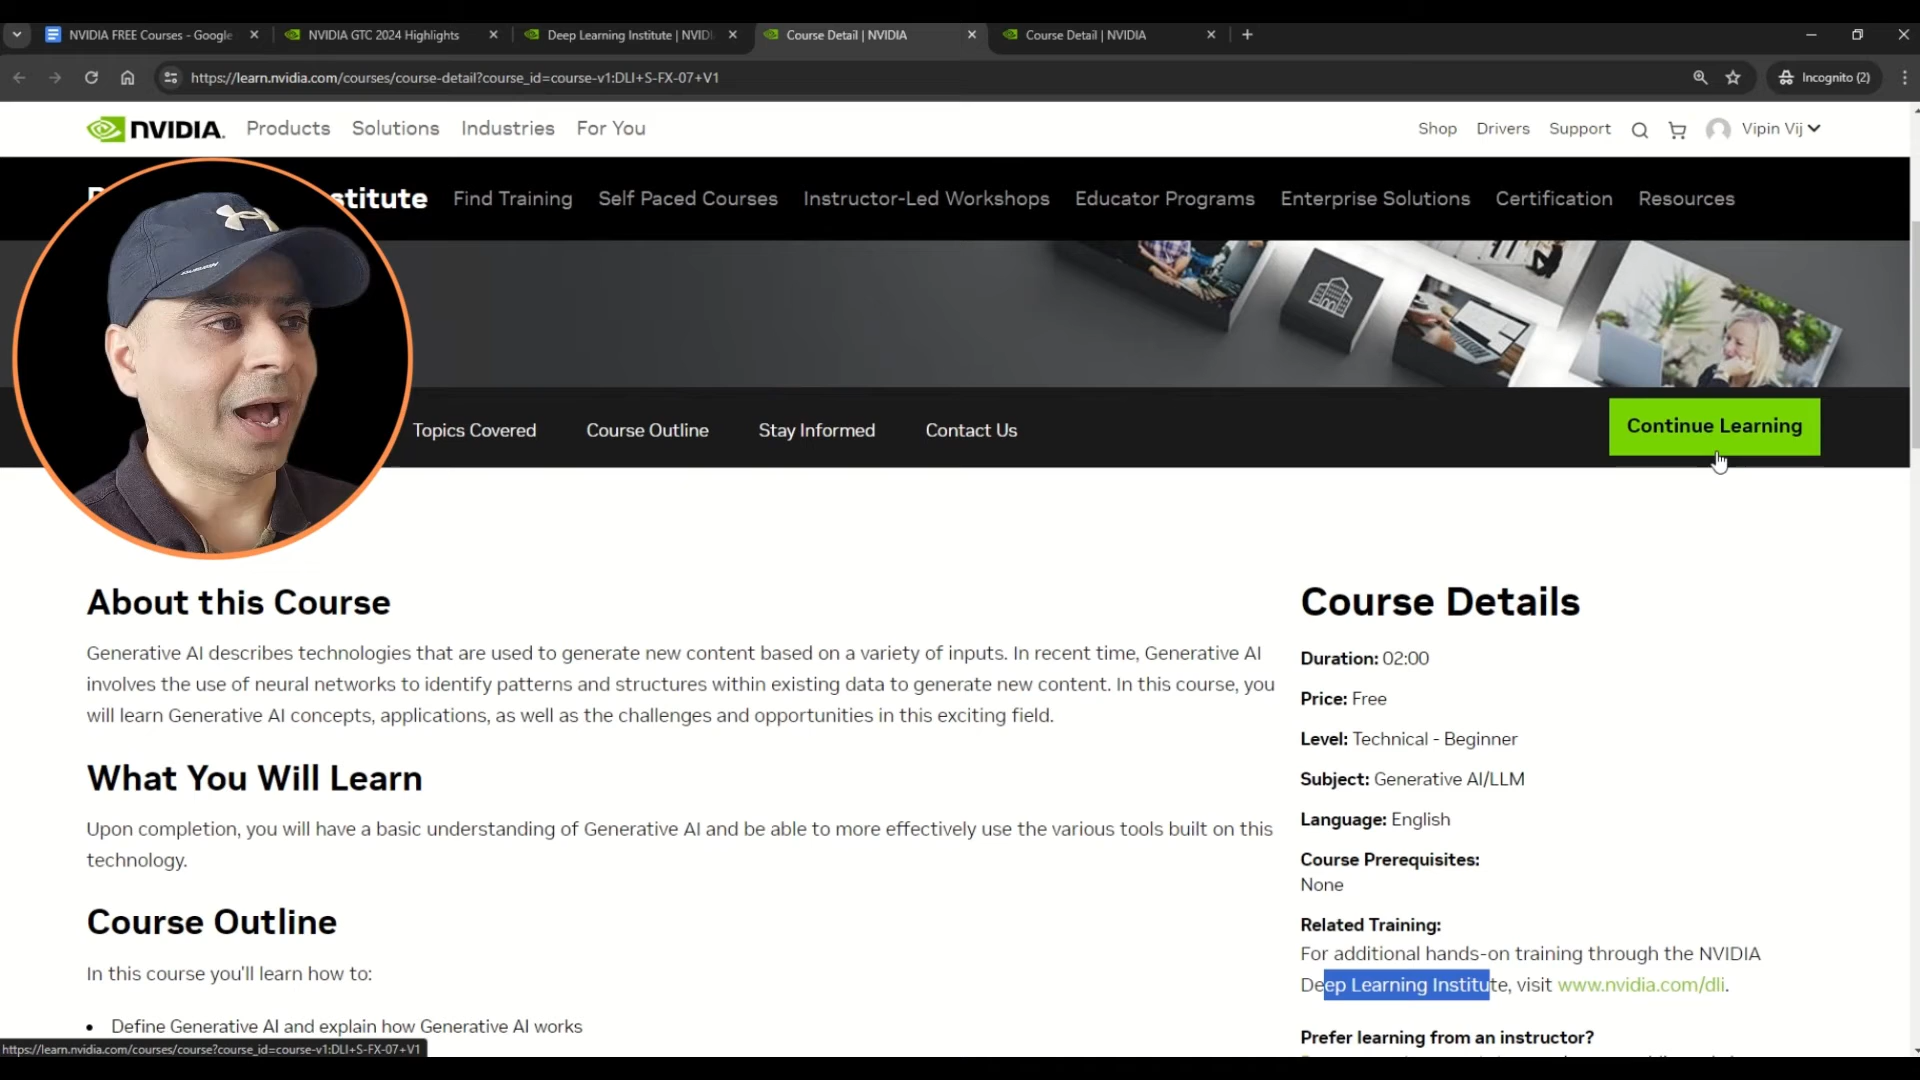 NVIDIA FREE Courses - Google
NVIDIA GTC 2024 Highlights
Deep Learning Institute | NVIDI
Course Detail | NVIDIA
Course Detail | NVIDIA
https://learn.nvidia.com/courses/course-detail?course_id=course-v1:DLI+S-FX-07+V1
Incognito (2)
NVIDIA.
Products
Solutions
Industries
For You
Shop
Drivers
Support
Vipin Vij
stitute
Find Training
Self Paced Courses
Instructor-Led Workshops
Educator Programs
Enterprise Solutions
Certification
Resources
Topics Covered
Course Outline
Stay Informed
Contact Us
Continue Learning
About this Course
Generative AI describes technologies that are used to generate new content based on a variety of inputs. In recent time, Generative AI
involves the use of neural networks to identify patterns and structures within existing data to generate new content. In this course, you
will learn Generative AI concepts, applications, as well as the challenges and opportunities in this exciting field.
What You Will Learn
Upon completion, you will have a basic understanding of Generative AI and be able to more effectively use the various tools built on this
technology.
Course Outline
In this course you'll learn how to:
• Define Generative AI and explain how Generative AI works
Course Details
Duration: 02:00
Price: Free
Level: Technical - Beginner
Subject: Generative AI/LLM
Language: English
Course Prerequisites:
None
Related Training:
For additional hands-on training through the NVIDIA
Deep Learning Institute, visit www.nvidia.com/dli.
Prefer learning from an instructor?
https://learn.nvidia.com/courses/course?course_id=course-v1:DLI+S-FX-07+V1